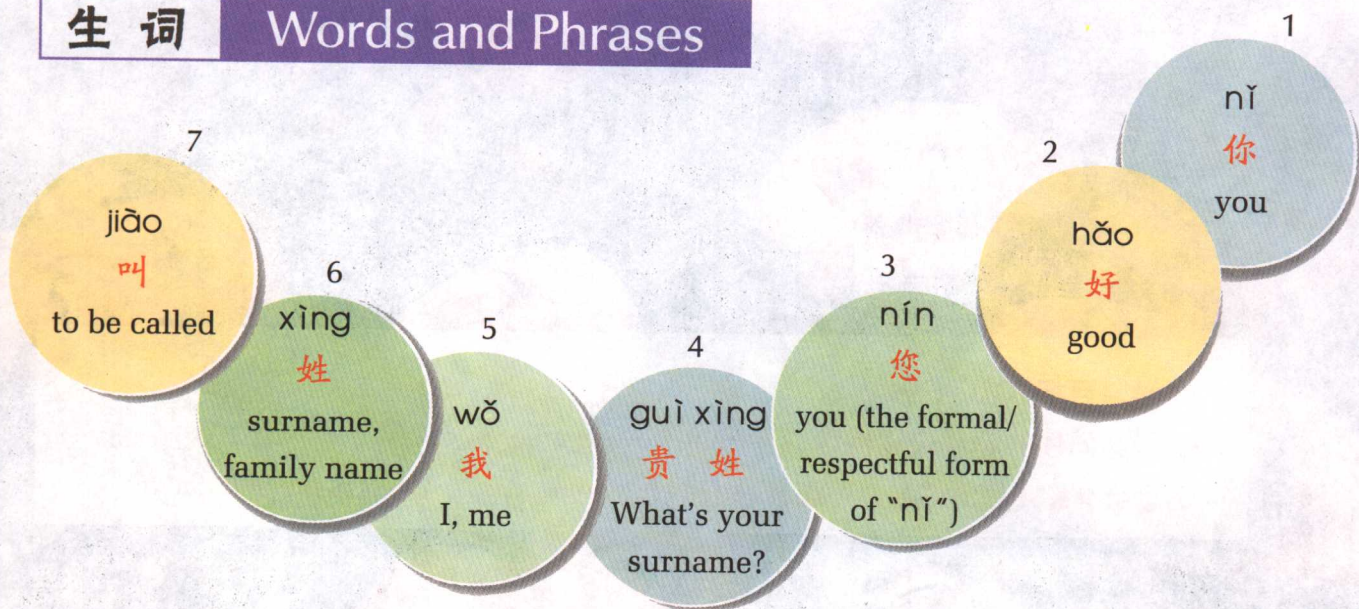 生 词 Words and Phrases
1
nǐ
你
you
2
hǎo
好
good
3
nín
您
you (the formal/
respectful form
of "nǐ")
4
guì xìng
贵 姓
What's your
surname?
5
wǒ
我
I, me
6
xìng
姓
surname,
family name
7
jiào
叫
to be called